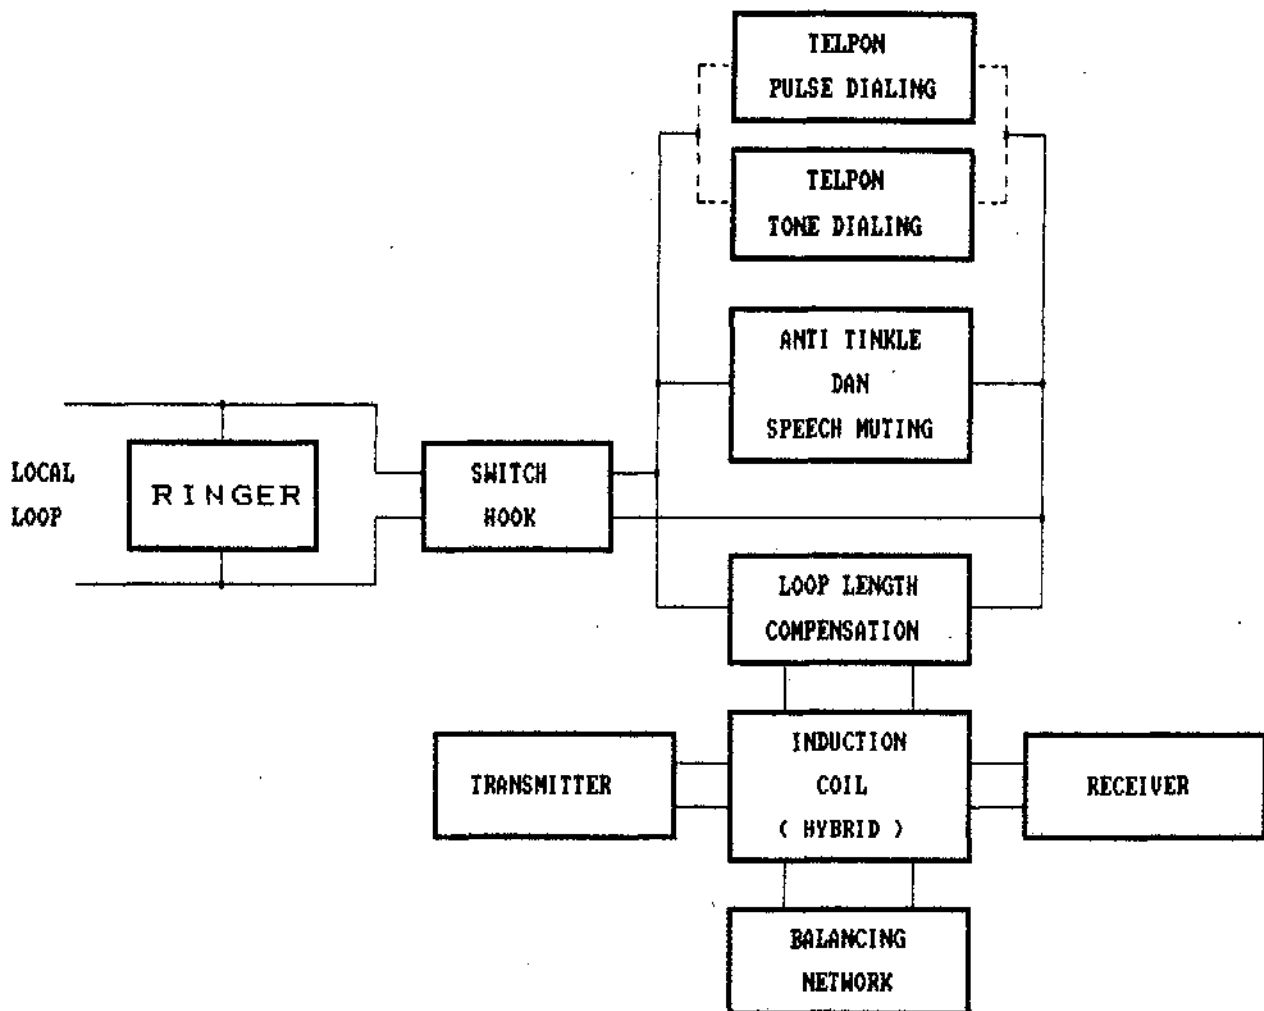 TELPON
PULSE DIALING
TELPON
TONE DIALING
ANTI TINKLE
DAN
SPEECH MUTING
LOCAL
LOOP
RINGER
SWITCH
HOOK
LOOP LENGTH
COMPENSATION
TRANSMITTER
INDUCTION
COIL
( HYBRID )
RECEIVER
BALANCING
NETWORK